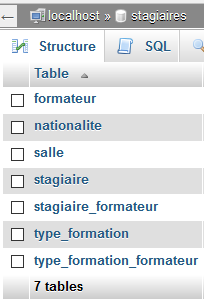 localhost » stagiaires
Structure SQL
Table
formateur
nationalite
salle
stagiaire
stagiaire_formateur
type_formation
type_formation_formateur
7 tables